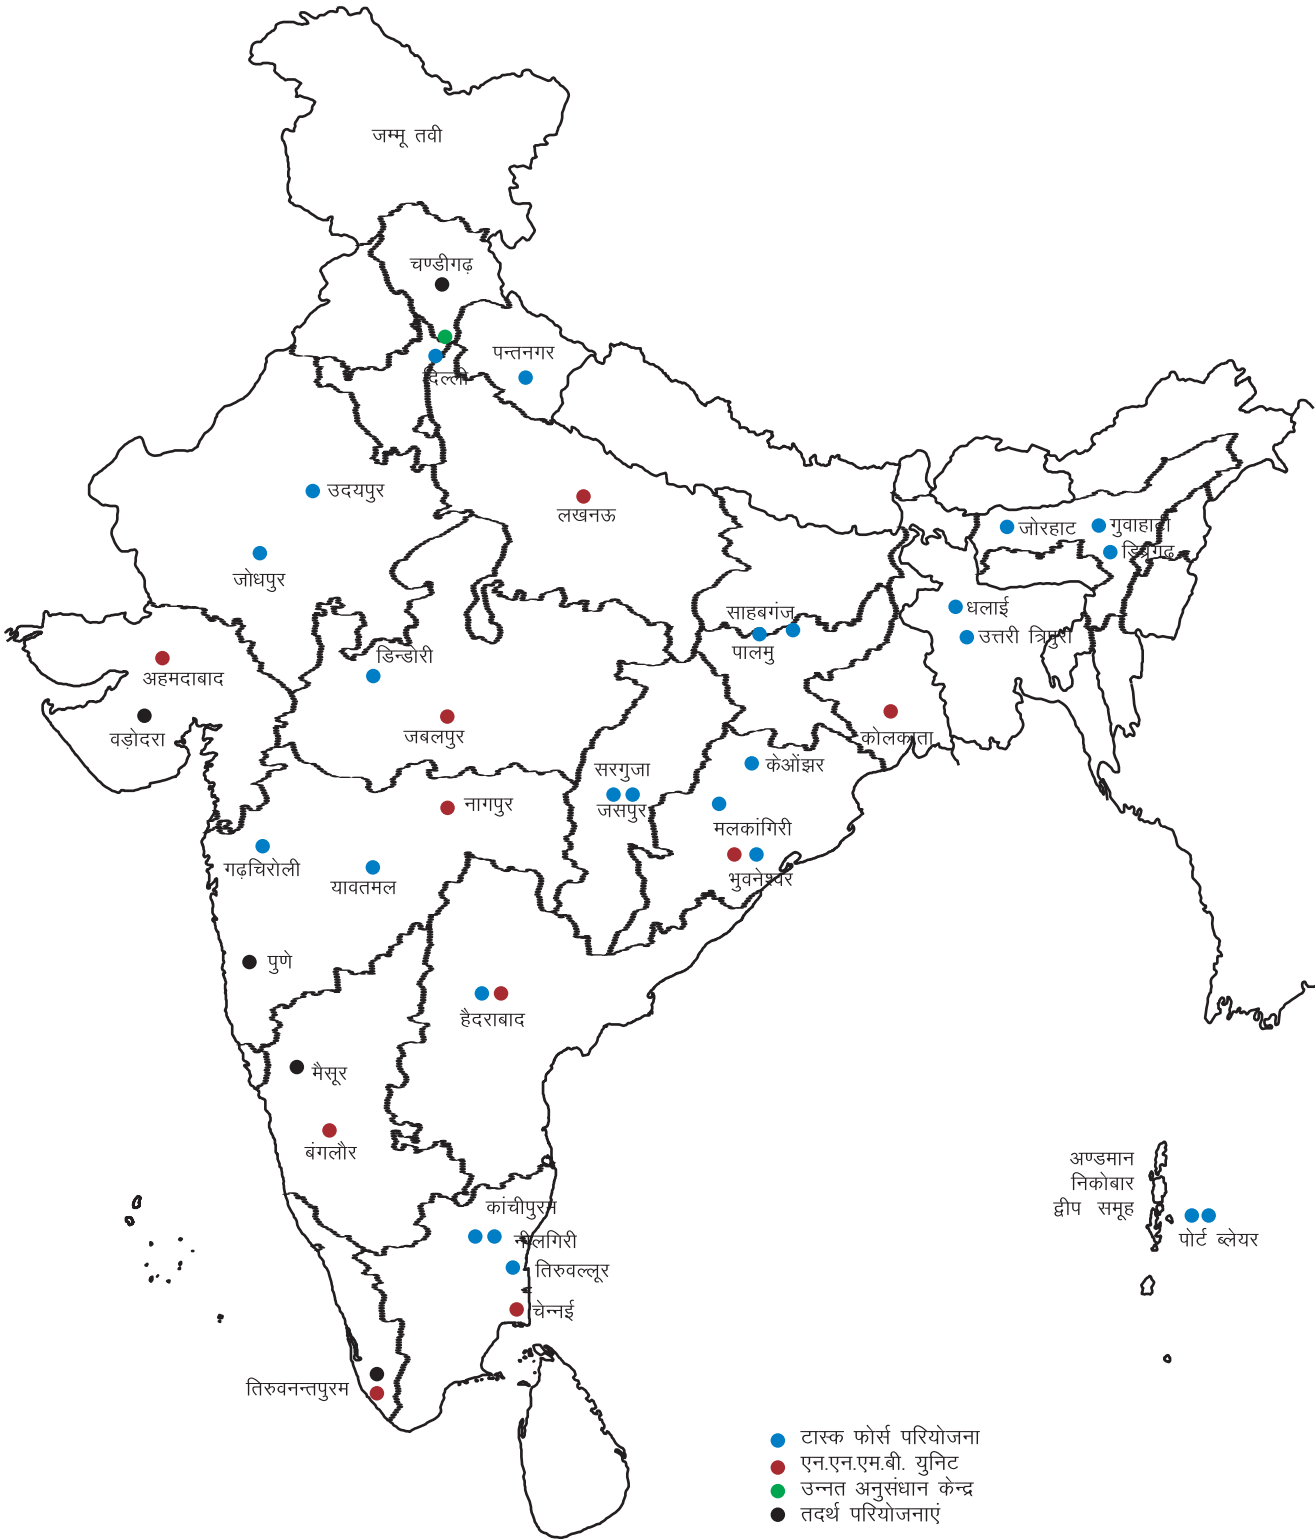 जम्मू तवी
चण्डीगढ़
पन्तनगर
दिल्ली
उदयपुर
लखनऊ
जोरहाट
गुवाहाटी
डिब्रूगढ़
जोधपुर
साहबगंज
धलाई
उत्तरी त्रिपुरा
पालमु
डिन्डोरी
अहमदाबाद
वड़ोदरा
जबलपुर
कोलकाता
सरगुजा
केओंझर
जसपुर
नागपुर
मलकांगिरी
गढ़चिरोली
यावतमल
भुवनेश्वर
पुणे
हैदराबाद
मैसूर
बंगलौर
अण्डमान
निकोबार
द्वीप समूह
पोर्ट ब्लेयर
कांचीपुरम
नीलगिरी
तिरुवल्लूर
चेन्नई
तिरुवनन्तपुरम
टास्क फोर्स परियोजना
एन.एन.एम.बी. युनिट
उन्नत अनुसंधान केन्द्र
तदर्थ परियोजनाएं